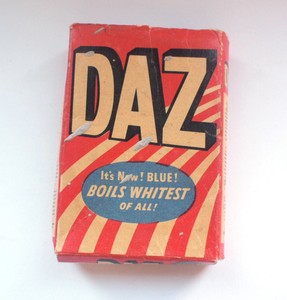 DAZ
It's New! BLUE!
BOILS WHITEST
OF ALL!